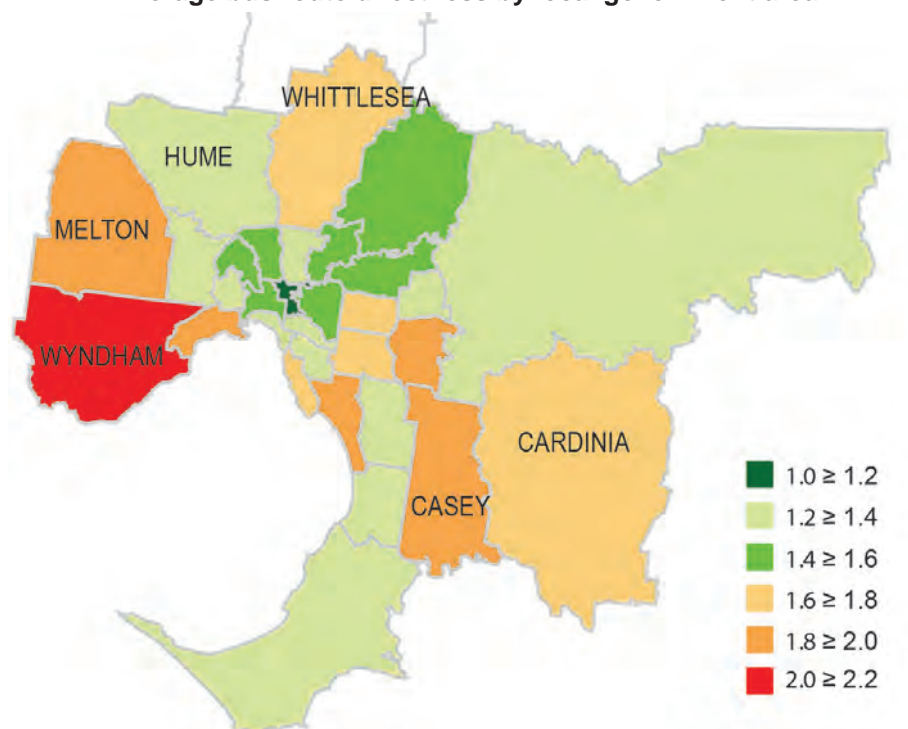 WHITTLESEA
HUME
MELTON
WYNDHAM
CARDINIA
CASEY
1.0 ≥ 1.2
1.2 ≥ 1.4
1.4 ≥ 1.6
1.6 ≥ 1.8
1.8 ≥ 2.0
2.0 ≥ 2.2